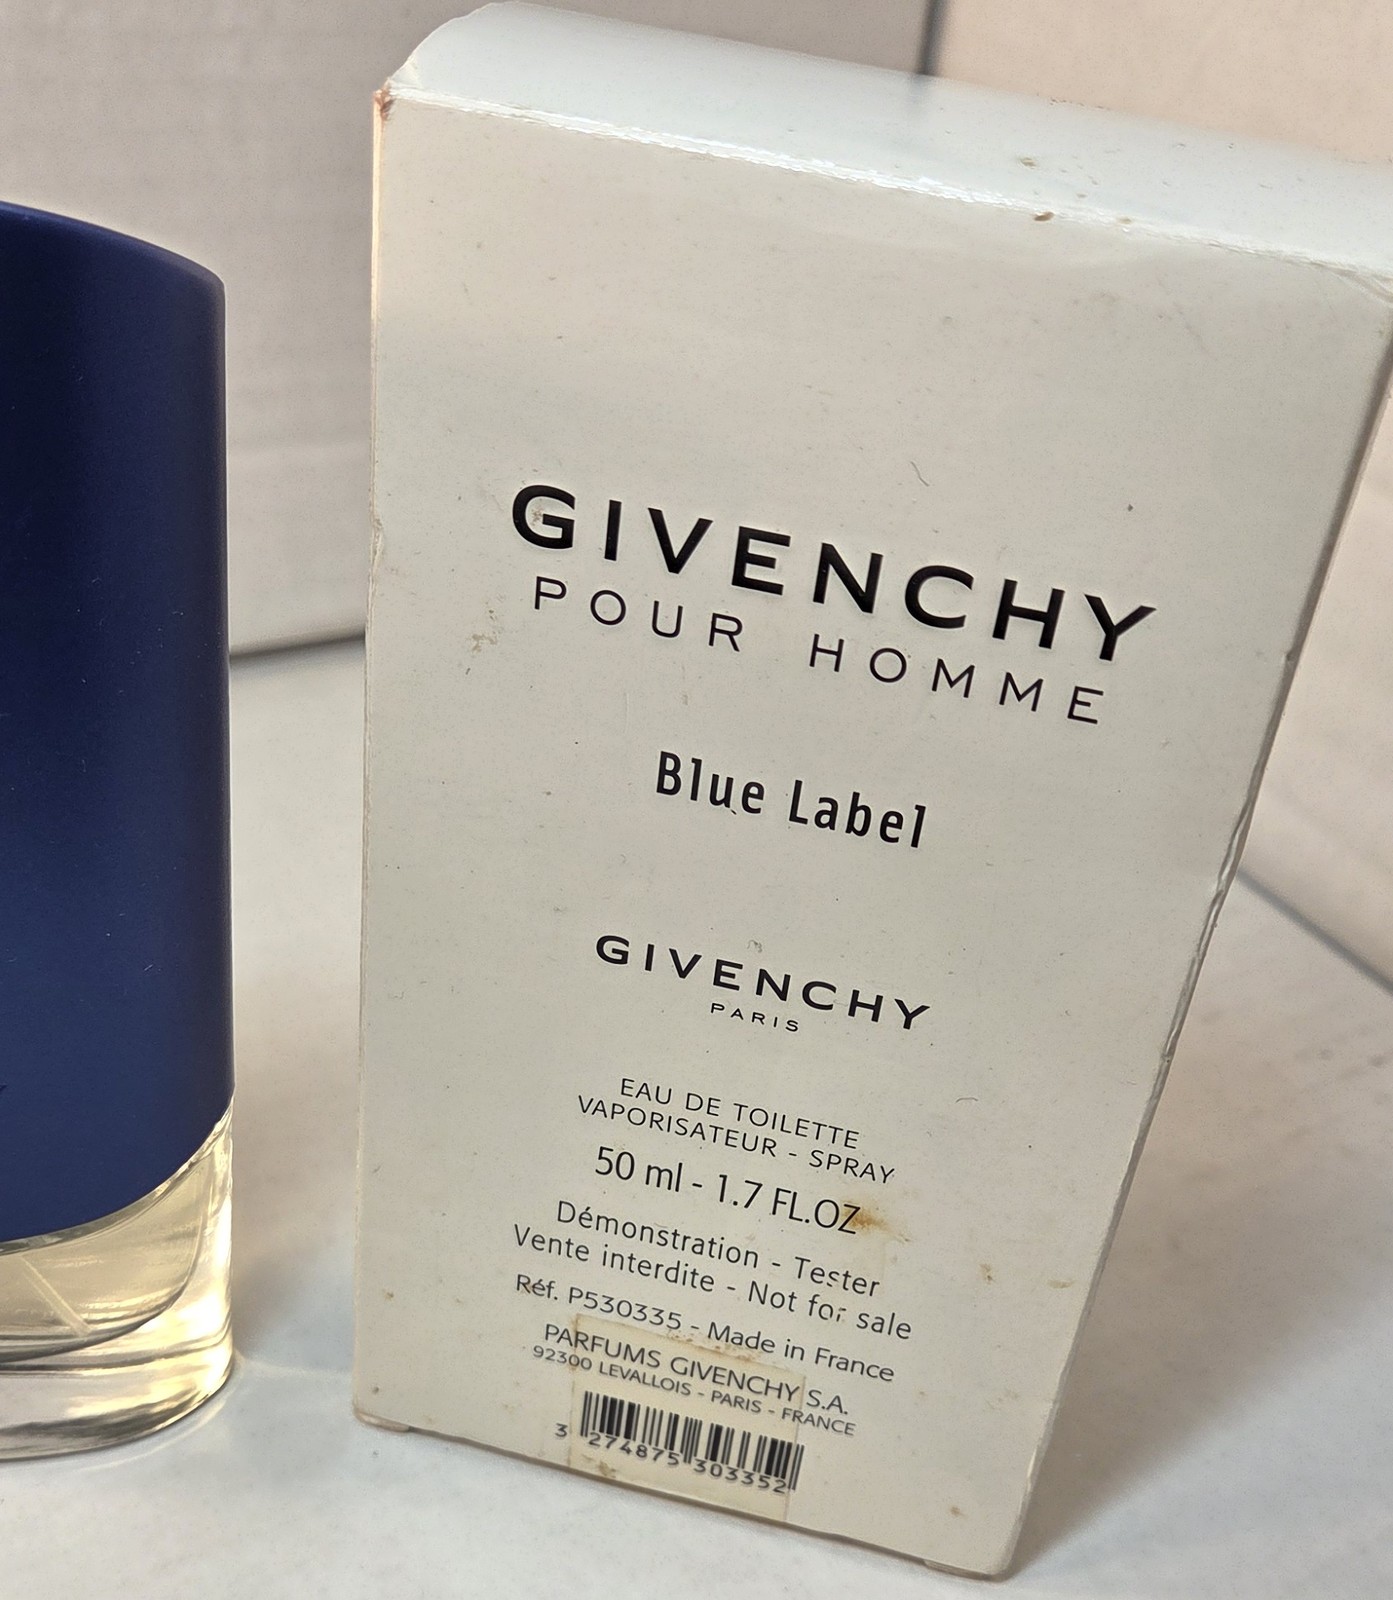 GIVENCHY
POUR HOMME
Blue Label
GIVENCHY
PARIS
EAU DE TOILETTE
VAPORISATEUR - SPRAY
50 ml - 1.7 FL.OZ
Démonstration - Tester
Vente interdite - Not for sale
Réf. P530335 - Made in France
PARFUMS GIVENCHY S.A.
92300 LEVALLOIS - PARIS - FRANCE
3 274875 303352